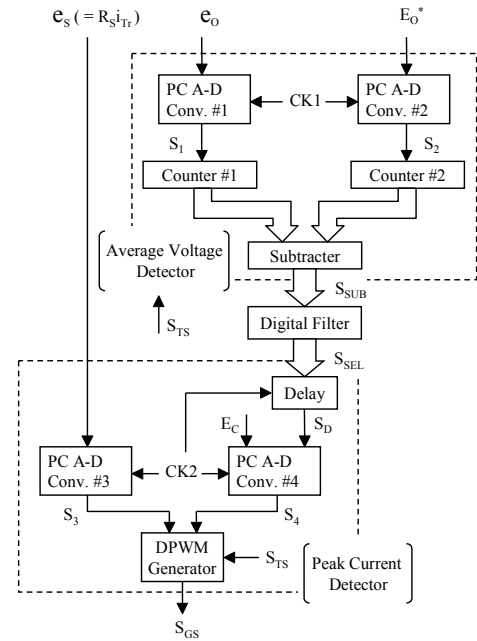 e_S ( = R_S i_Tr)
e_O
E_O*
PC A-D
Conv. #1
CK1
PC A-D
Conv. #2
S_1
S_2
Counter #1
Counter #2
Average Voltage
Detector
Subtracter
S_SUB
S_TS
Digital Filter
S_SEL
Delay
E_C
S_D
PC A-D
Conv. #3
CK2
PC A-D
Conv. #4
S_3
S_4
DPWM
Generator
S_TS
Peak Current
Detector
S_GS